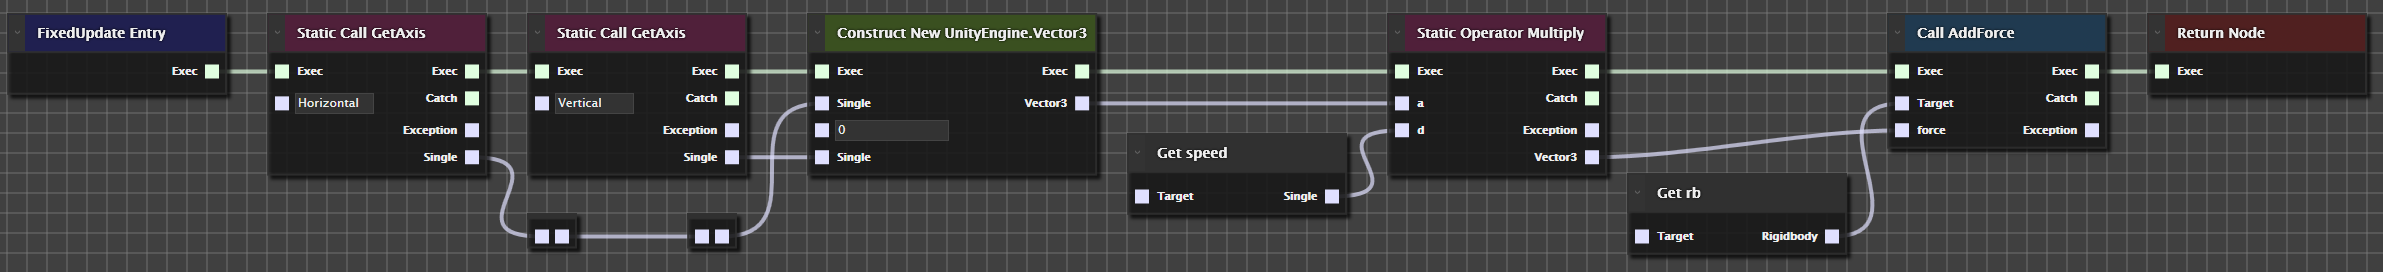 FixedUpdate Entry
Exec
Static Call GetAxis
Exec Exec
Catch
Horizontal
Exception
Single
Static Call GetAxis
Exec Exec
Catch
Vertical
Exception
Single
Construct New UnityEngine.Vector3
Exec Exec
Single Vector3
0
Single
Get speed
Target Single
Static Operator Multiply
Exec Exec
Catch
a
d Exception
Vector3
Get rb
Target Rigidbody
Call AddForce
Exec Exec
Catch
Target
force Exception
Return Node
Exec